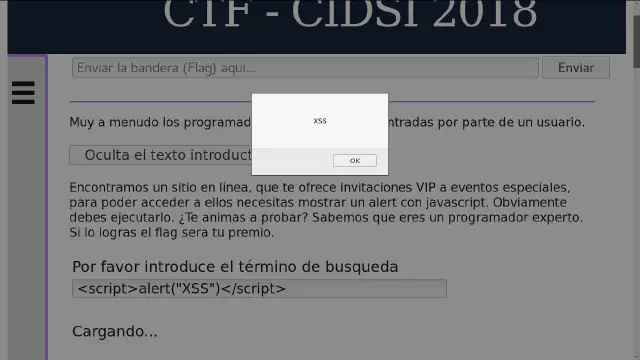 CTF - CIDSI 2018
Enviar la bandera (Flag) aqui...
Enviar
Muy a menudo los programad
ntradas por parte de un usuario.
XSS
OK
Oculta el texto introduct
Encontramos un sitio en linea, que te ofrece invitaciones VIP a eventos especiales,
para poder acceder a ellos necesitas mostrar un alert con javascript. Obviamente
debes ejecutarlo. ¿Te animas a probar? Sabemos que eres un programador experto.
Si lo logras el flag sera tu premio.
Por favor introduce el término de busqueda
<script>alert("XSS")</script>
Cargando...